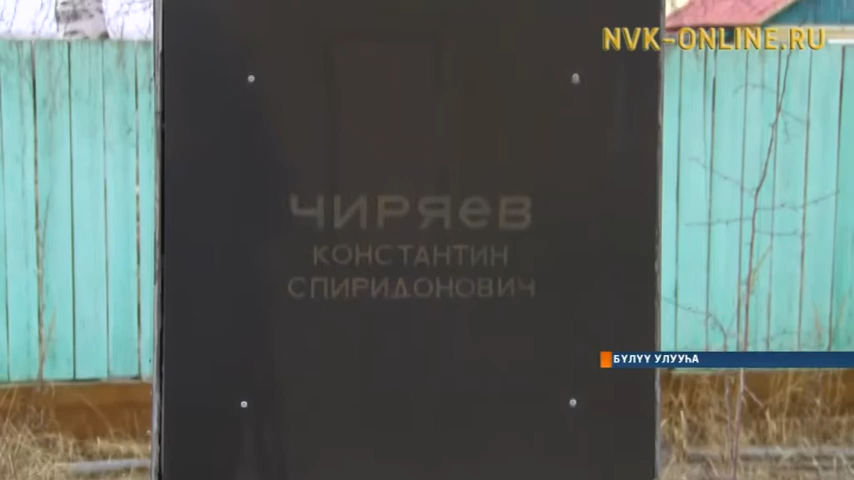 NVK-ONLINE.RU
ЧИРЯеВ
КОНСТАНТИН
СПИРИДОНОВИЧ
БҮЛҮҮ УЛУУҺА